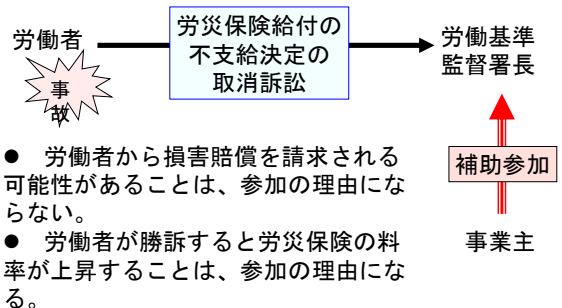 労働者
事
故
労災保険給付の
不支給決定の
取消訴訟
労働基準
監督署長
補助参加
事業主
● 労働者から損害賠償を請求される
可能性があることは、参加の理由にな
らない。
● 労働者が勝訴すると労災保険の料
率が上昇することは、参加の理由にな
る。